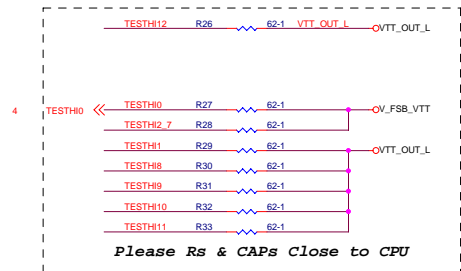 TESTHI12 R26 62-1 VTT_OUT_L VTT_OUT_L
4 TESTHI0 TESTHI0 R27 62-1 V_FSB_VTT
TESTHI2_7 R28 62-1
TESTHI1 R29 62-1 VTT_OUT_L
TESTHI8 R30 62-1
TESTHI9 R31 62-1
TESTHI10 R32 62-1
TESTHI11 R33 62-1
Please Rs & CAPs Close to CPU